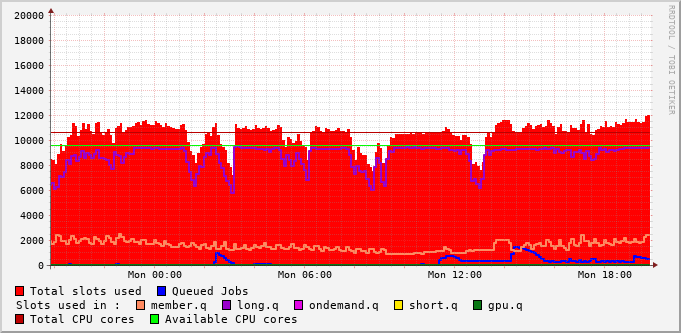 RRDTOOL / TOBI OETIKER
20000
18000
16000
14000
12000
10000
8000
6000
4000
2000
0
Mon 00:00 Mon 06:00 Mon 12:00 Mon 18:00
Total slots used Queued Jobs
Slots used in : member.q long.q ondemand.q short.q gpu.q
Total CPU cores Available CPU cores